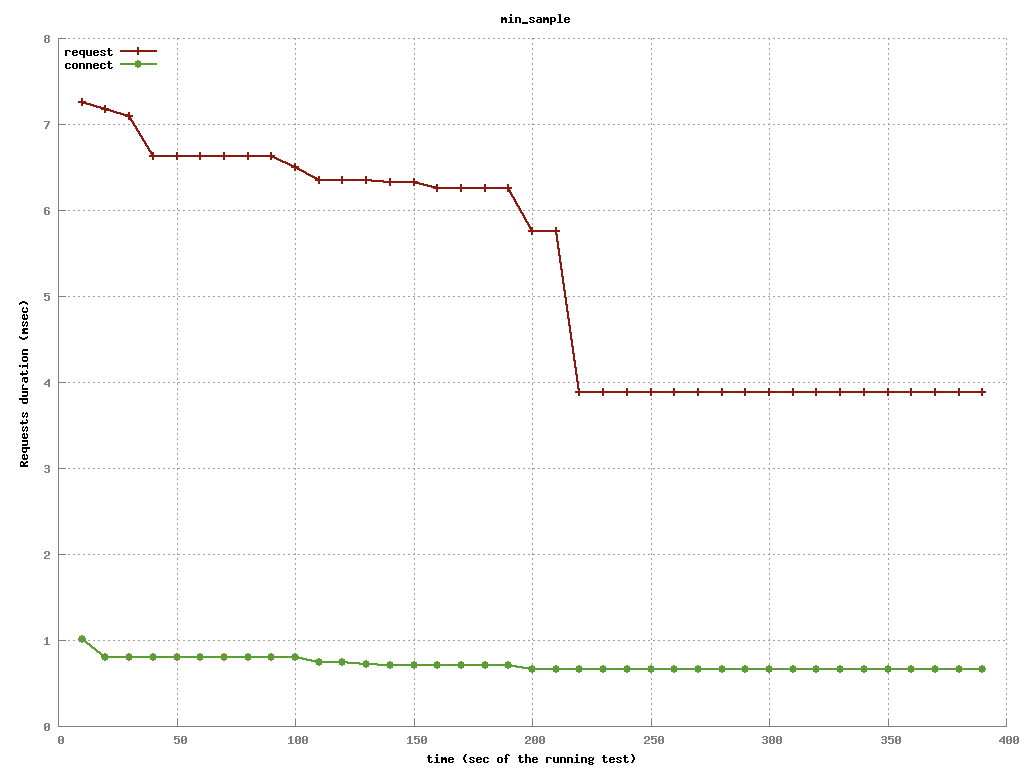 min_sample
8
request
connect
7
6
5
4
3
2
1
0
Requests duration (msec)
0 50 100 150 200 250 300 350 400
time (sec of the running test)